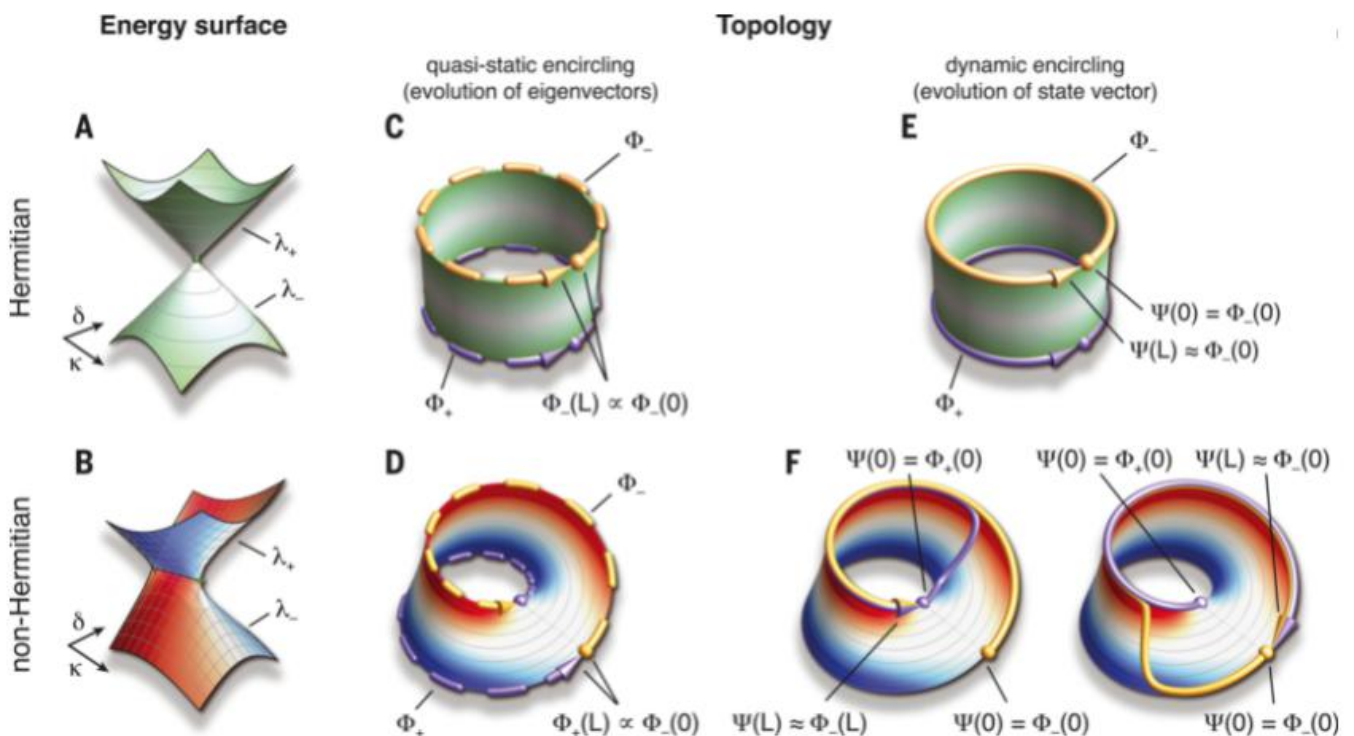 Energy surface
Topology
quasi-static encircling
(evolution of eigenvectors)
dynamic encircling
(evolution of state vector)
Hermitian
A
λ₊
λ₋
δ
κ
C
Φ₋
Φ₊
Φ₋(L) ∝ Φ₋(0)
E
Φ₋
Ψ(0) = Φ₋(0)
Ψ(L) ≈ Φ₋(0)
Φ₊
non-Hermitian
B
λ₊
λ₋
δ
κ
D
Φ₋
Φ₊
Φ₊(L) ∝ Φ₋(0)
F
Ψ(0) = Φ₊(0)
Ψ(L) ≈ Φ₋(L)
Ψ(0) = Φ₋(0)
Ψ(0) = Φ₊(0)
Ψ(L) ≈ Φ₋(0)
Ψ(0) = Φ₋(0)